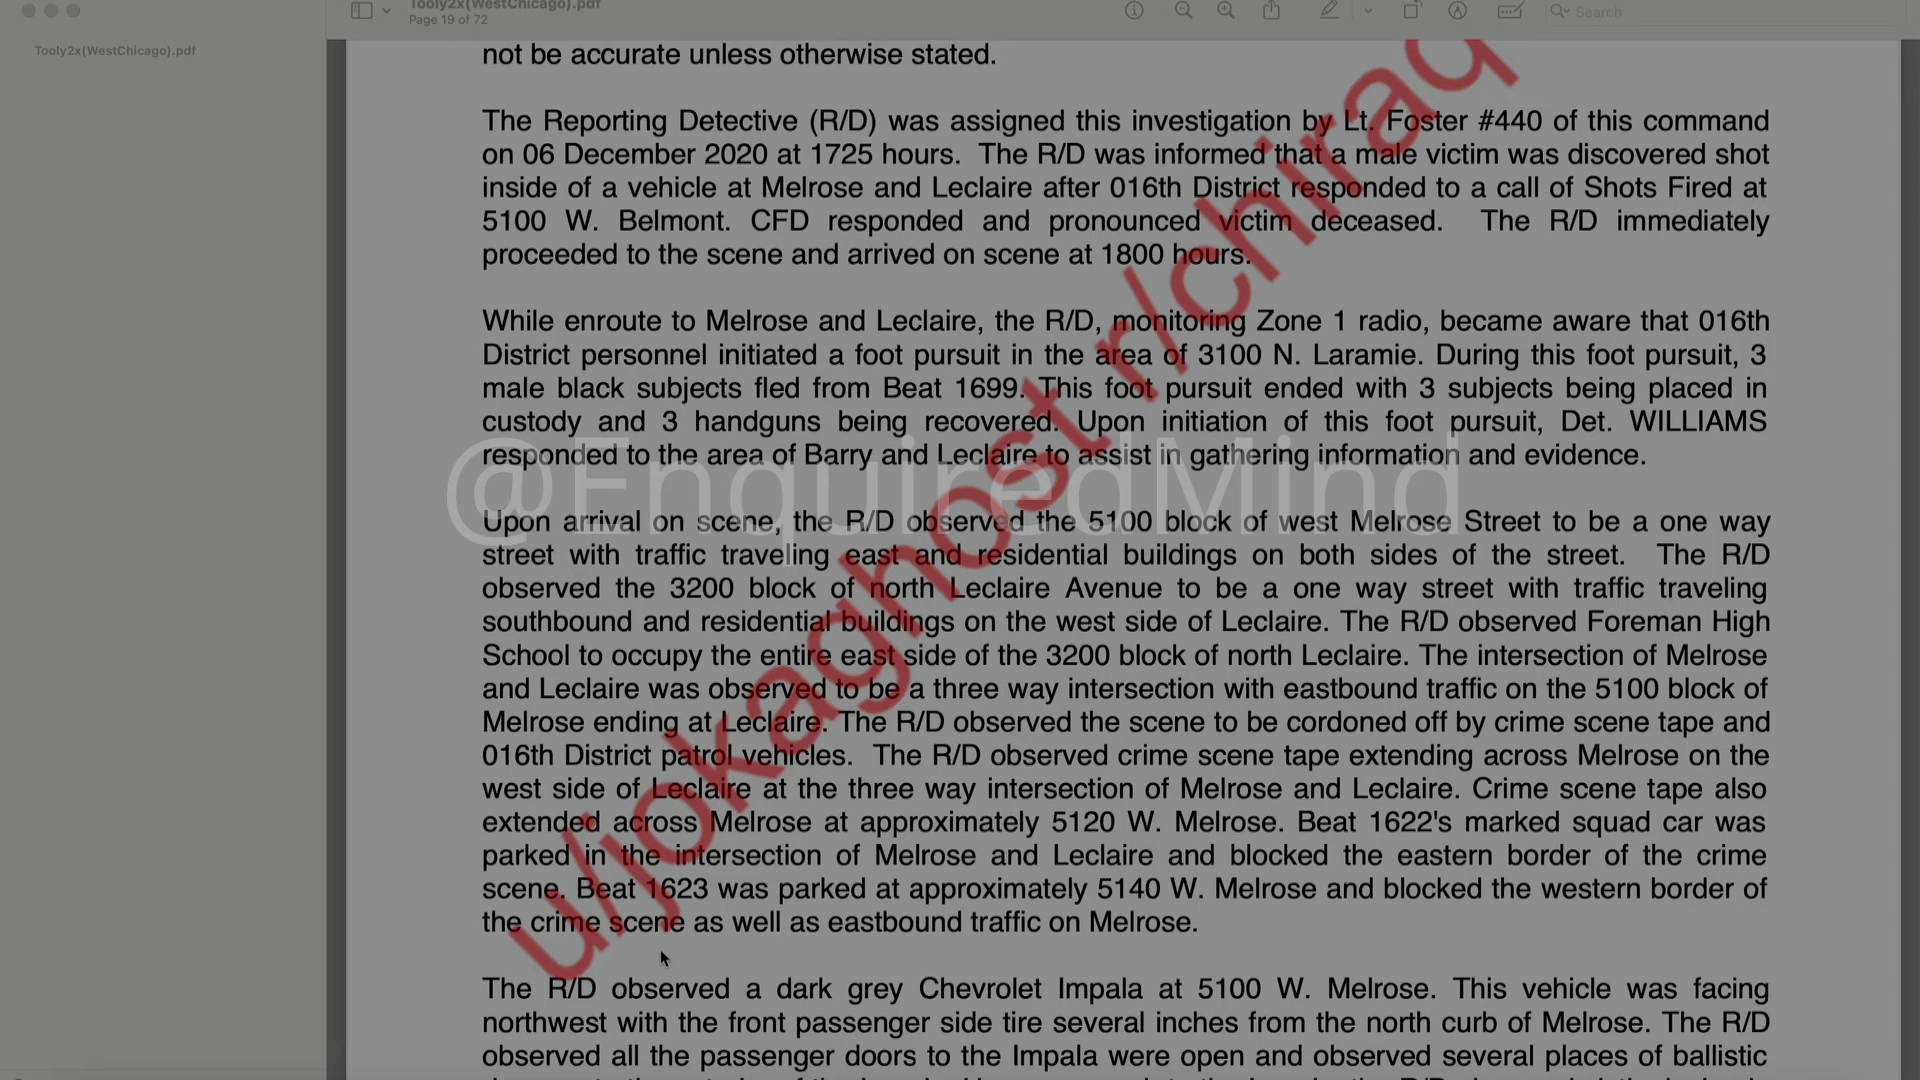 Tooly2x(WestChicago).pdf
Page 19 of 72
Search
Tooly2x(WestChicago).pdf
not be accurate unless otherwise stated.
The Reporting Detective (R/D) was assigned this investigation by Lt. Foster #440 of this command
on 06 December 2020 at 1725 hours. The R/D was informed that a male victim was discovered shot
inside of a vehicle at Melrose and Leclaire after 016th District responded to a call of Shots Fired at
5100 W. Belmont. CFD responded and pronounced victim deceased. The R/D immediately
proceeded to the scene and arrived on scene at 1800 hours.
While enroute to Melrose and Leclaire, the R/D, monitoring Zone 1 radio, became aware that 016th
District personnel initiated a foot pursuit in the area of 3100 N. Laramie. During this foot pursuit, 3
male black subjects fled from Beat 1699. This foot pursuit ended with 3 subjects being placed in
custody and 3 handguns being recovered. Upon initiation of this foot pursuit, Det. WILLIAMS
responded to the area of Barry and Leclaire to assist in gathering information and evidence.
Upon arrival on scene, the R/D observed the 5100 block of west Melrose Street to be a one way
street with traffic traveling east and residential buildings on both sides of the street. The R/D
observed the 3200 block of north Leclaire Avenue to be a one way street with traffic traveling
southbound and residential buildings on the west side of Leclaire. The R/D observed Foreman High
School to occupy the entire east side of the 3200 block of north Leclaire. The intersection of Melrose
and Leclaire was observed to be a three way intersection with eastbound traffic on the 5100 block of
Melrose ending at Leclaire. The R/D observed the scene to be cordoned off by crime scene tape and
016th District patrol vehicles. The R/D observed crime scene tape extending across Melrose on the
west side of Leclaire at the three way intersection of Melrose and Leclaire. Crime scene tape also
extended across Melrose at approximately 5120 W. Melrose. Beat 1622's marked squad car was
parked in the intersection of Melrose and Leclaire and blocked the eastern border of the crime
scene. Beat 1623 was parked at approximately 5140 W. Melrose and blocked the western border of
the crime scene as well as eastbound traffic on Melrose.
The R/D observed a dark grey Chevrolet Impala at 5100 W. Melrose. This vehicle was facing
northwest with the front passenger side tire several inches from the north curb of Melrose. The R/D
observed all the passenger doors to the Impala were open and observed several places of ballistic
@EnquiredMind
u/jokaghost r/chiraq